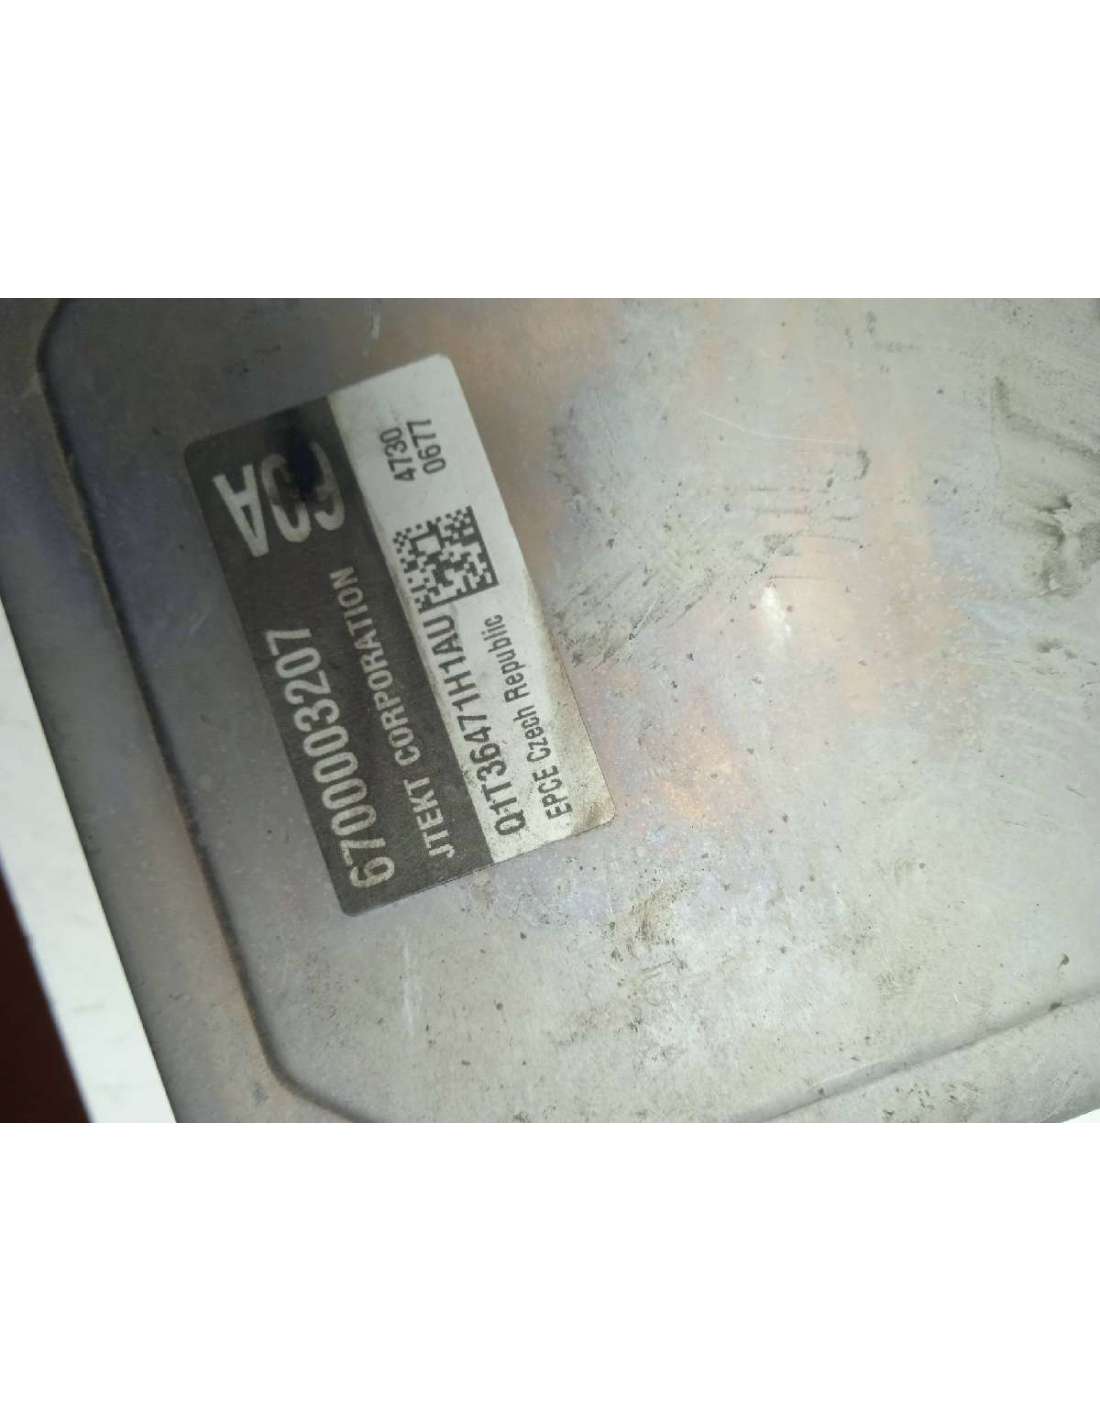 6700003207
JTEKT CORPORATION
A
Q1T36471H1AU
EPCE Czech Republic
4730
0677